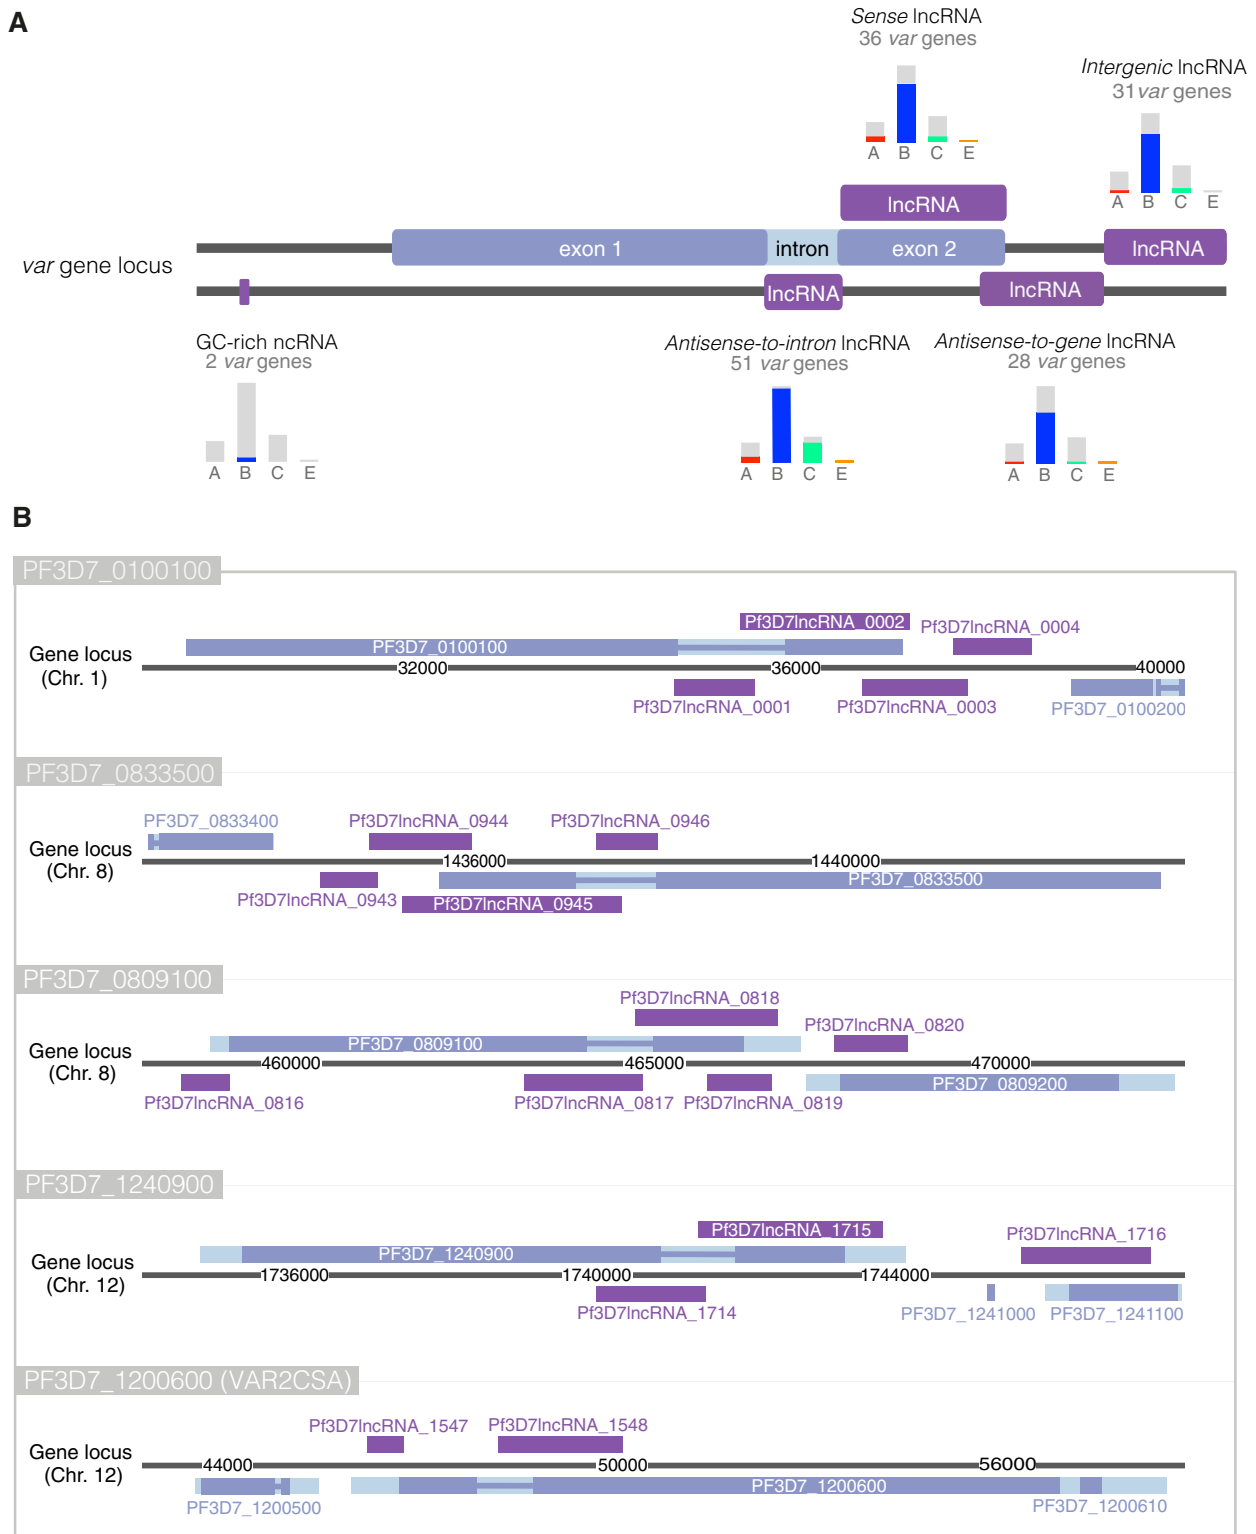 A
Sense lncRNA
36 var genes
A B C E
Intergenic lncRNA
31var genes
A B C E
lncRNA
var gene locus
exon 1
intron
exon 2
lncRNA
lncRNA
lncRNA
GC-rich ncRNA
2 var genes
A B C E
Antisense-to-intron lncRNA
51 var genes
A B C E
Antisense-to-gene lncRNA
28 var genes
A B C E
B
PF3D7_0100100
Pf3D7lncRNA_0002
Pf3D7lncRNA_0004
PF3D7_0100100
Gene locus
(Chr. 1)
32000
36000
40000
Pf3D7lncRNA_0001
Pf3D7lncRNA_0003
PF3D7_0100200
PF3D7_0833500
PF3D7_0833400
Pf3D7lncRNA_0944
Pf3D7lncRNA_0946
Gene locus
(Chr. 8)
1436000
1440000
PF3D7_0833500
Pf3D7lncRNA_0943
Pf3D7lncRNA_0945
PF3D7_0809100
Pf3D7lncRNA_0818
Pf3D7lncRNA_0820
PF3D7_0809100
Gene locus
(Chr. 8)
460000
465000
470000
PF3D7_0809200
Pf3D7lncRNA_0816
Pf3D7lncRNA_0817
Pf3D7lncRNA_0819
PF3D7_1240900
Pf3D7lncRNA_1715
Pf3D7lncRNA_1716
PF3D7_1240900
Gene locus
(Chr. 12)
1736000
1740000
1744000
Pf3D7lncRNA_1714
PF3D7_1241000
PF3D7_1241100
PF3D7_1200600 (VAR2CSA)
Pf3D7lncRNA_1547
Pf3D7lncRNA_1548
Gene locus
(Chr. 12)
44000
50000
56000
PF3D7_1200600
PF3D7_1200500
PF3D7_1200610